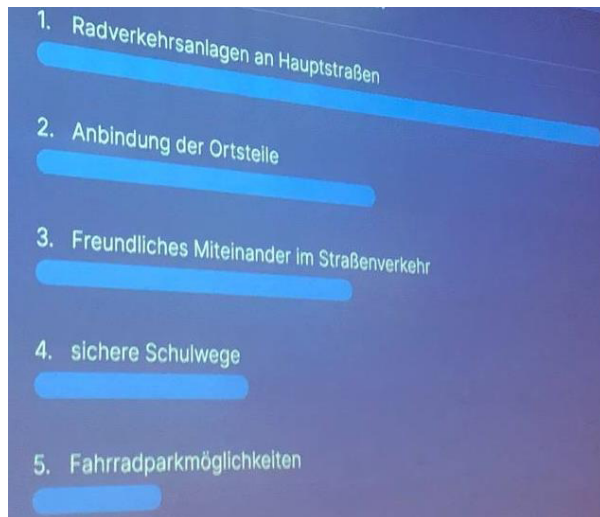 1. Radverkehrsanlagen an Hauptstraßen
2. Anbindung der Ortsteile
3. Freundliches Miteinander im Straßenverkehr
4. sichere Schulwege
5. Fahrradparkmöglichkeiten